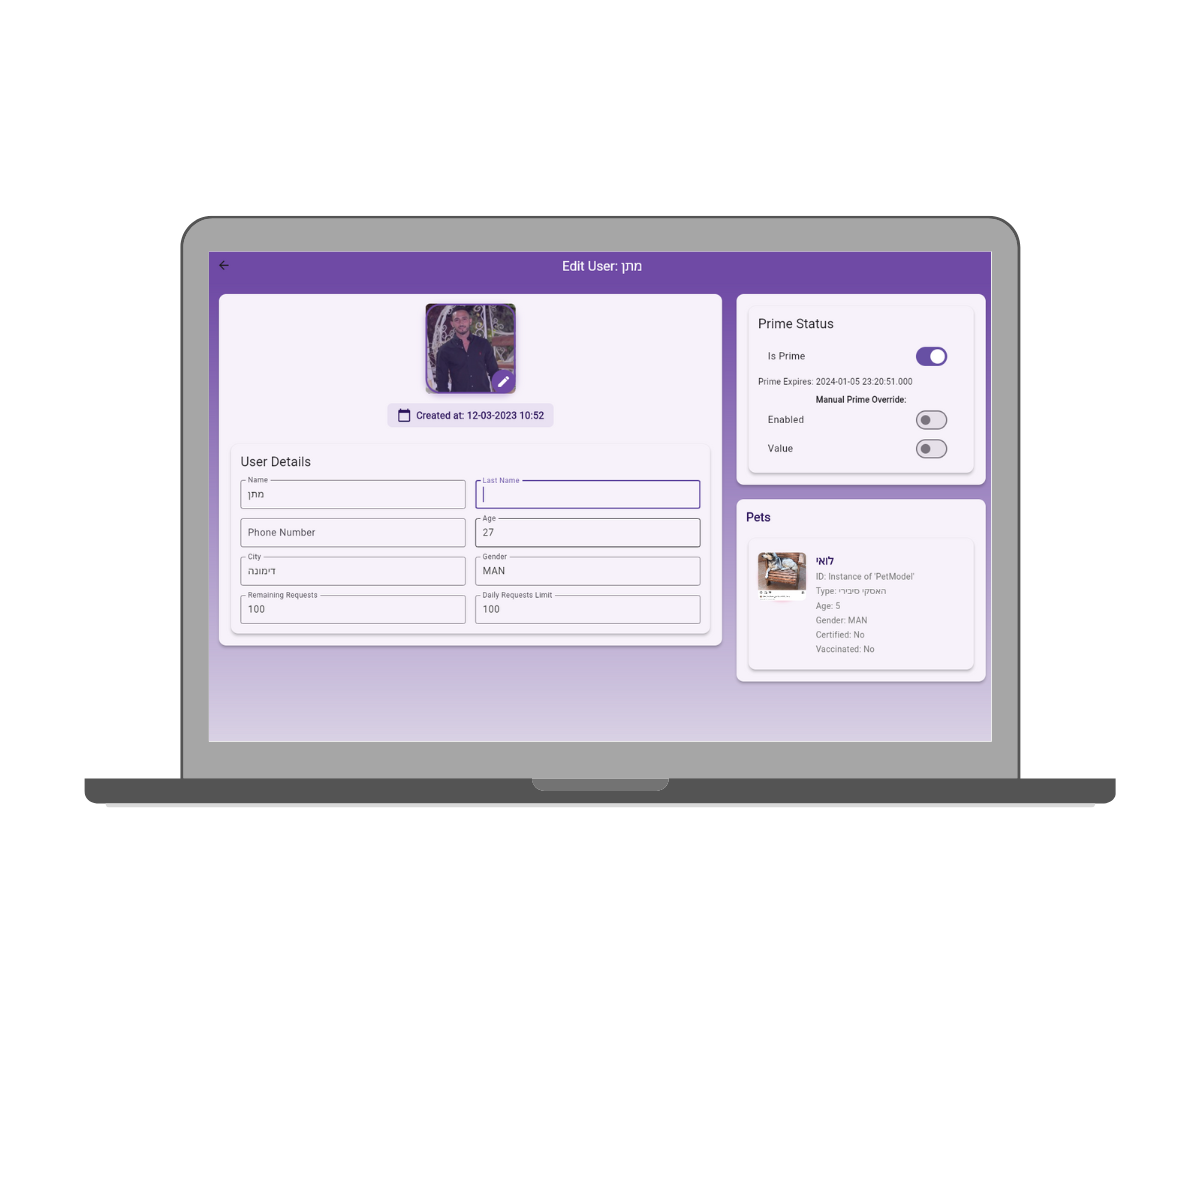 Edit User: מתן
Created at: 12-03-2023 10:52
User Details
Name
מתן
Last Name
Phone Number
Age
27
City
דימונה
Gender
MAN
Remaining Requests
100
Daily Requests Limit
100
Prime Status
Is Prime
Prime Expires: 2024-01-05 23:20:51.000
Manual Prime Override:
Enabled
Value
Pets
לואי
ID: Instance of 'PetModel'
Type: האסקי סיבירי
Age: 5
Gender: MAN
Certified: No
Vaccinated: No